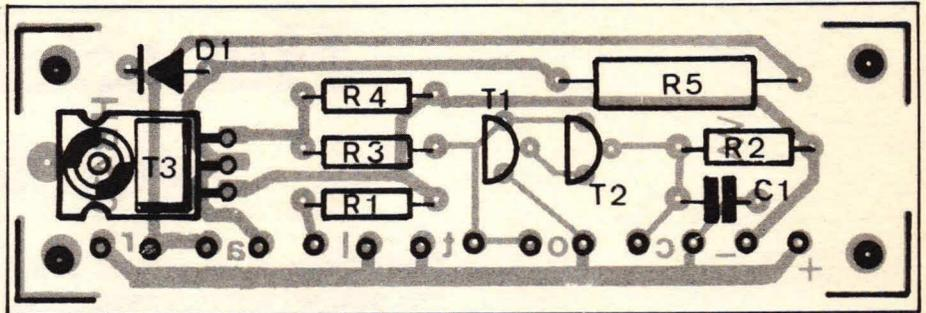 D1
R4 T1 R5
T3 R3 R2
R1 T2 C1
r a l t o c - +